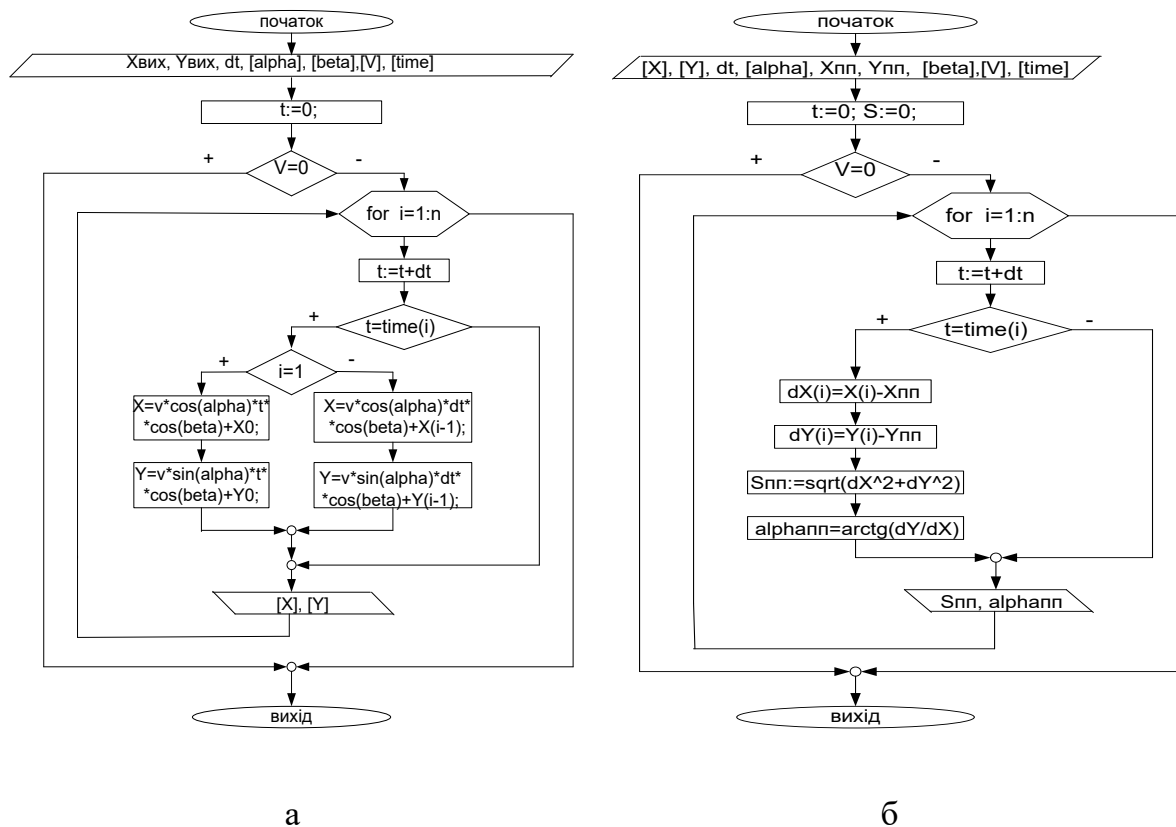 початок
Xвих, Yвих, dt, [alpha], [beta],[V], [time]
t:=0;
+
V=0
-
for i=1:n
t:=t+dt
+
t=time(i)
+
i=1
-
X=v*cos(alpha)*t*
*cos(beta)+X0;
X=v*cos(alpha)*dt*
*cos(beta)+X(i-1);
Y=v*sin(alpha)*t*
*cos(beta)+Y0;
Y=v*sin(alpha)*dt*
*cos(beta)+Y(i-1);
[X], [Y]
вихід
а
початок
[X], [Y], dt, [alpha], Xпп, Yпп, [beta],[V], [time]
t:=0; S:=0;
+
V=0
-
for i=1:n
t:=t+dt
+
t=time(i)
-
dX(i)=X(i)-Xпп
dY(i)=Y(i)-Yпп
Sпп:=sqrt(dX^2+dY^2)
alphaпп=arctg(dY/dX)
Sпп, alphaпп
вихід
б